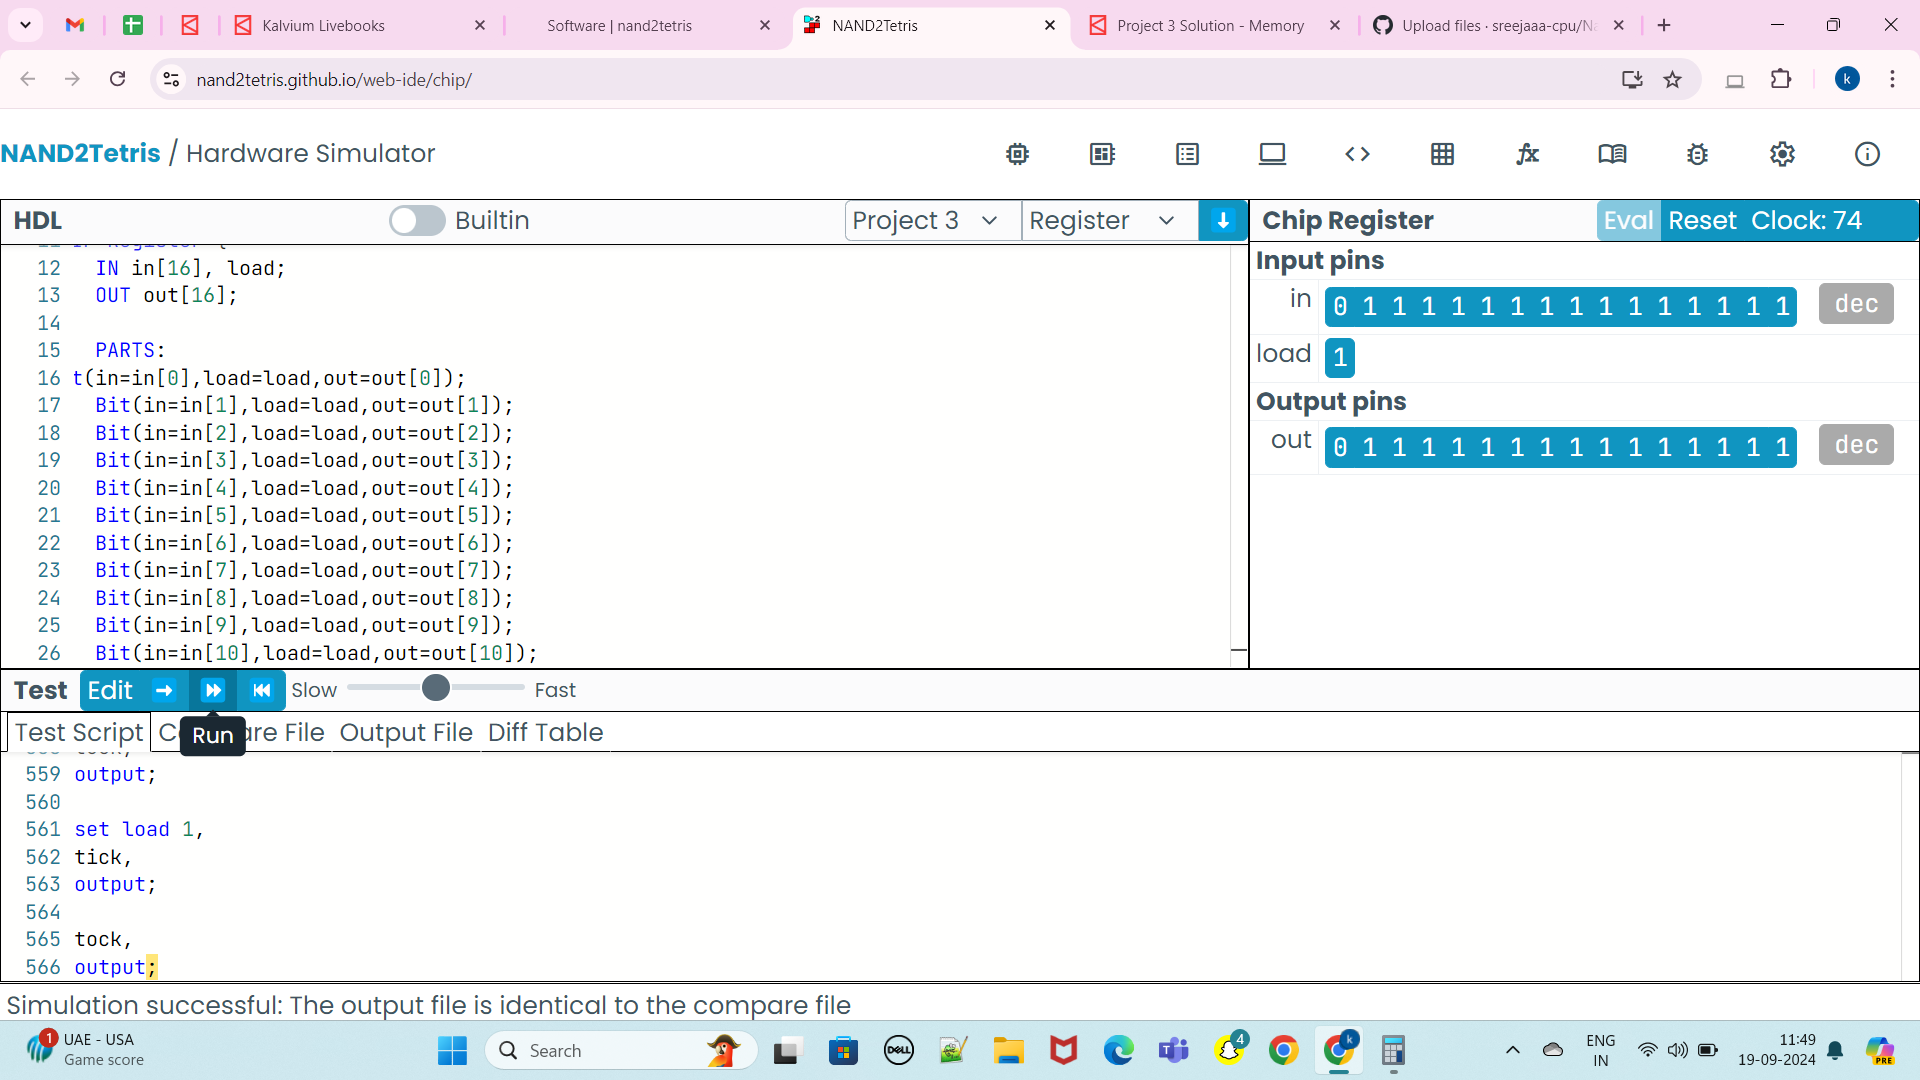 Kalvium Livebooks
Software | nand2tetris
NAND2Tetris
Project 3 Solution - Memory
Upload files · sreejaaa-cpu/Na
nand2tetris.github.io/web-ide/chip/
k
NAND2Tetris / Hardware Simulator
HDL
Builtin
Project 3
Register
Chip Register
Eval Reset Clock: 74
12 IN in[16], load;
13 OUT out[16];
14
15 PARTS:
16 t(in=in[0],load=load,out=out[0]);
17 Bit(in=in[1],load=load,out=out[1]);
18 Bit(in=in[2],load=load,out=out[2]);
19 Bit(in=in[3],load=load,out=out[3]);
20 Bit(in=in[4],load=load,out=out[4]);
21 Bit(in=in[5],load=load,out=out[5]);
22 Bit(in=in[6],load=load,out=out[6]);
23 Bit(in=in[7],load=load,out=out[7]);
24 Bit(in=in[8],load=load,out=out[8]);
25 Bit(in=in[9],load=load,out=out[9]);
26 Bit(in=in[10],load=load,out=out[10]);
Input pins
in 0 1 1 1 1 1 1 1 1 1 1 1 1 1 1 1 dec
load 1
Output pins
out 0 1 1 1 1 1 1 1 1 1 1 1 1 1 1 1 dec
Test Edit Slow Fast
Test Script C are File Output File Diff Table
Run
559 output;
560
561 set load 1,
562 tick,
563 output;
564
565 tock,
566 output;
Simulation successful: The output file is identical to the compare file
1
UAE - USA
Game score
Search
DELL
4
k
ENG
IN
11:49
19-09-2024
PRE